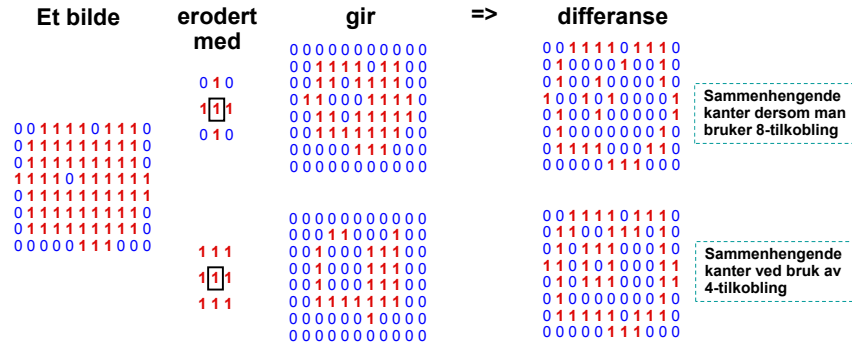 Et bilde
0 0 1 1 1 1 0 1 1 1 0
0 1 1 1 1 1 1 1 1 1 0
0 1 1 1 1 1 1 1 1 1 0
1 1 1 1 0 1 1 1 1 1 1
0 1 1 1 1 1 1 1 1 1 1
0 1 1 1 1 1 1 1 1 1 0
0 1 1 1 1 1 1 1 1 1 0
0 0 0 0 0 1 1 1 0 0 0
erodert
med
0 1 0
1 1 1
0 1 0
gir
0 0 0 0 0 0 0 0 0 0 0
0 0 1 1 1 1 0 1 1 0 0
0 0 1 1 0 1 1 1 1 0 0
0 1 1 0 0 0 1 1 1 1 0
0 0 1 1 0 1 1 1 1 1 0
0 0 1 1 1 1 1 1 1 0 0
0 0 0 0 0 1 1 1 0 0 0
0 0 0 0 0 0 0 0 0 0 0
=>
differanse
0 0 1 1 1 1 0 1 1 1 0
0 1 0 0 0 0 1 0 0 1 0
0 1 0 0 1 0 0 0 0 1 0
1 0 0 1 0 1 0 0 0 0 1
0 1 0 0 1 0 0 0 0 0 1
0 1 0 0 0 0 0 0 0 1 0
0 1 1 1 1 0 0 0 1 1 0
0 0 0 0 0 1 1 1 0 0 0
Sammenhengende
kanter dersom man
bruker 8-tilkobling
1 1 1
1 1 1
1 1 1
0 0 0 0 0 0 0 0 0 0 0
0 0 0 1 1 0 0 0 1 0 0
0 0 1 0 0 0 1 1 1 0 0
0 0 1 0 0 0 1 1 1 0 0
0 0 1 0 0 0 1 1 1 0 0
0 0 1 1 1 1 1 1 1 0 0
0 0 0 0 0 0 1 0 0 0 0
0 0 0 0 0 0 0 0 0 0 0
0 0 1 1 1 1 0 1 1 1 0
0 1 1 0 0 1 1 1 0 1 0
0 1 0 1 1 1 0 0 0 1 0
1 1 0 1 0 1 0 0 0 1 1
0 1 0 1 1 1 0 0 0 1 1
0 1 0 0 0 0 0 0 0 1 0
0 1 1 1 1 1 0 1 1 1 0
0 0 0 0 0 1 1 1 0 0 0
Sammenhengende
kanter ved bruk av
4-tilkobling